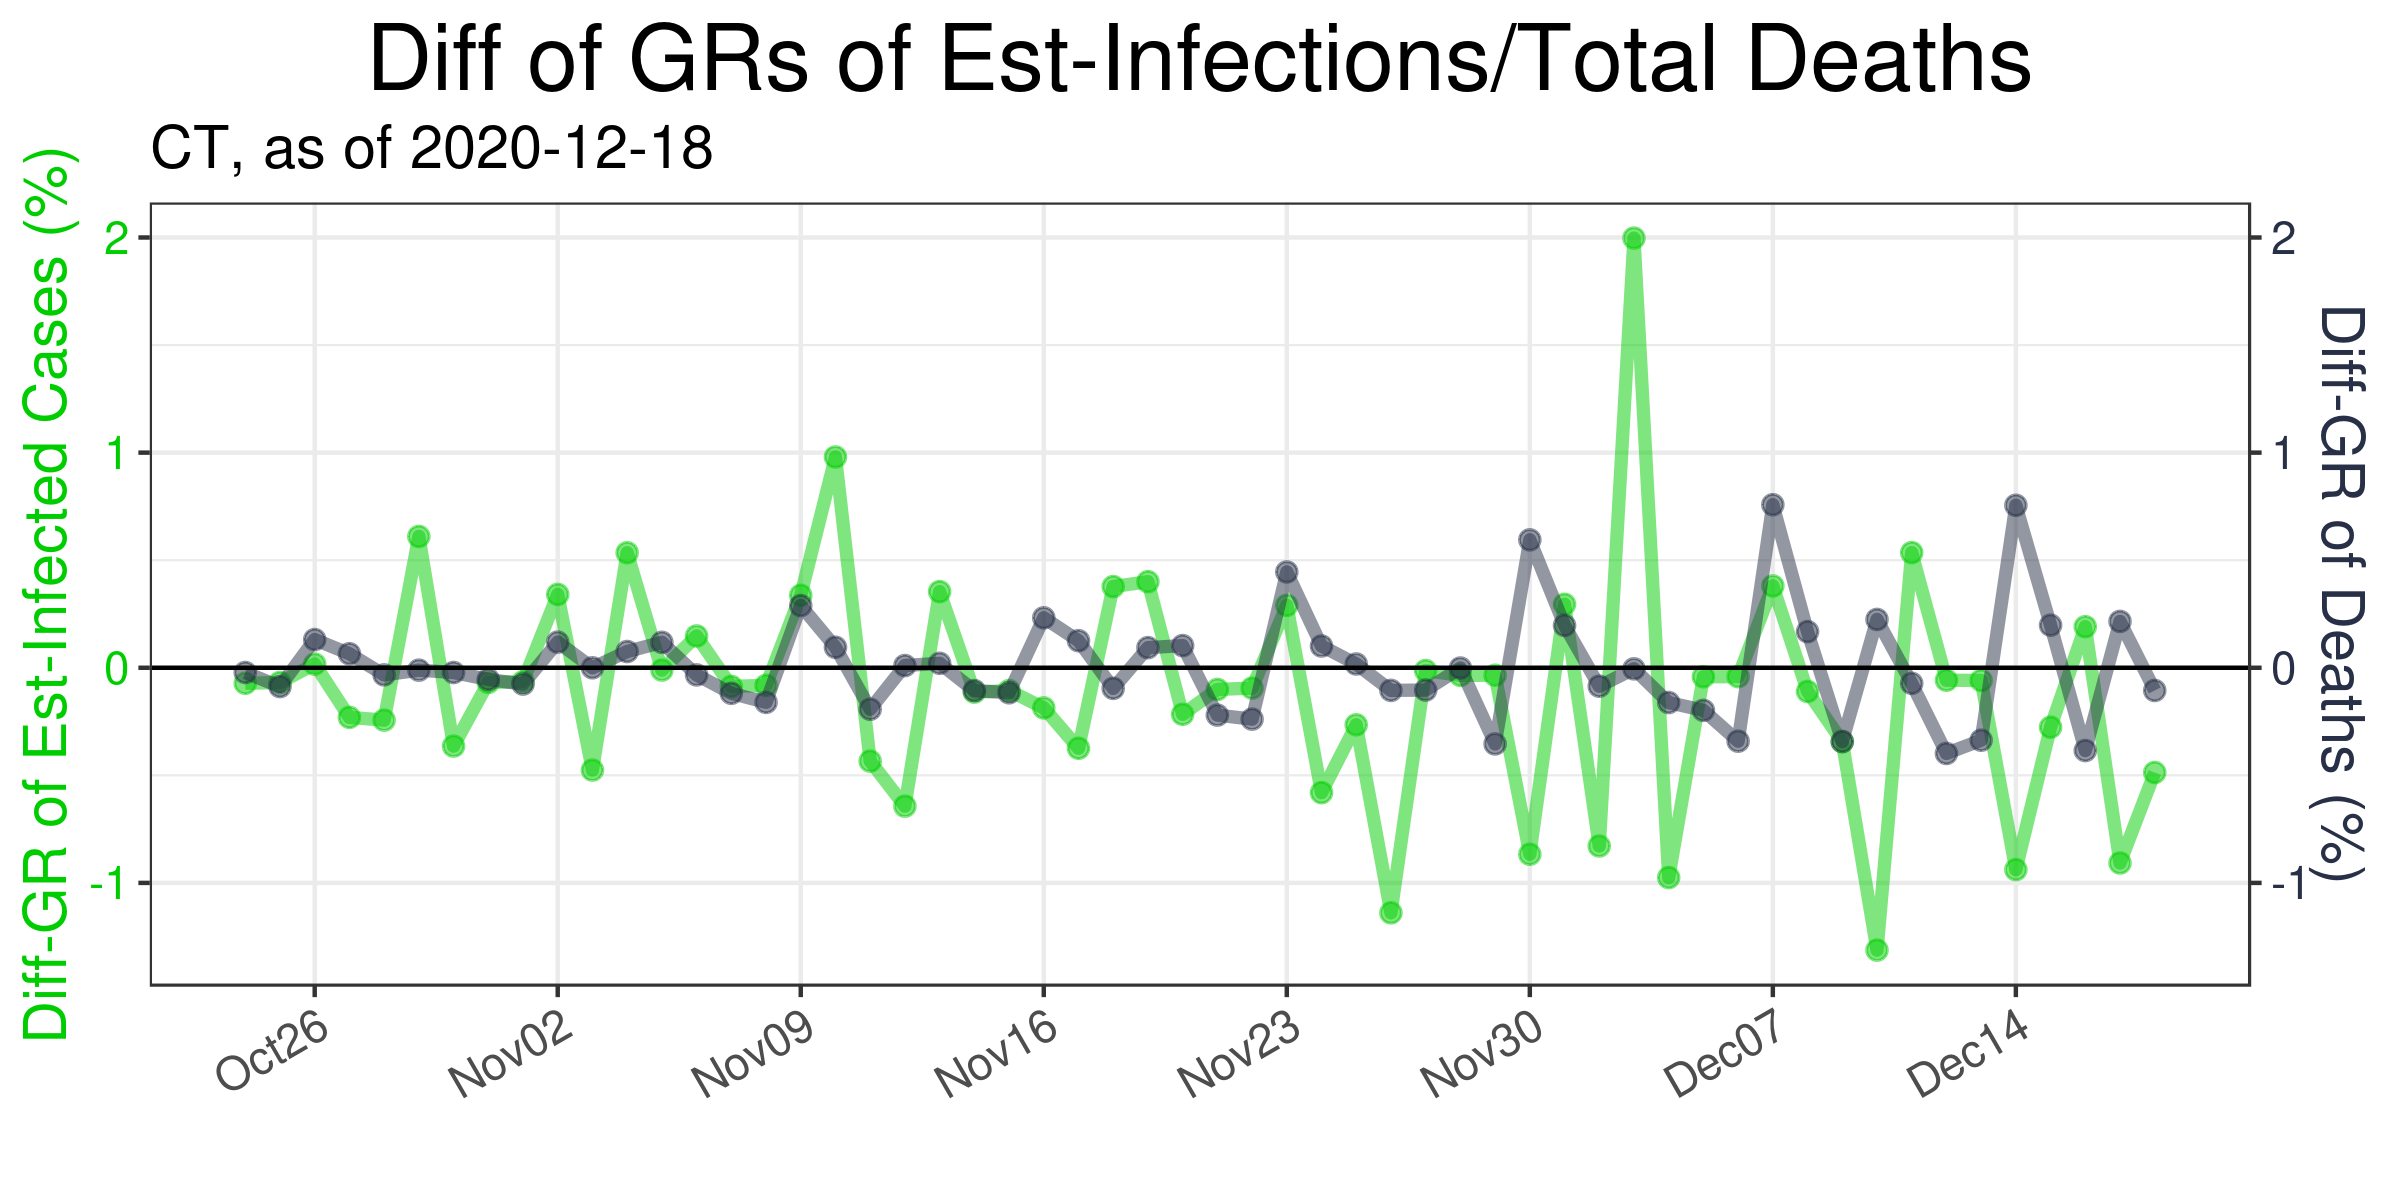 Diff of GRs of Est-Infections/Total Deaths
CT, as of 2020-12-18
Diff-GR of Est-Infected Cases (%)
2
1
0
-1
2
1
0
-1
Diff-GR of Deaths (%)
Oct26
Nov02
Nov09
Nov16
Nov23
Nov30
Dec07
Dec14